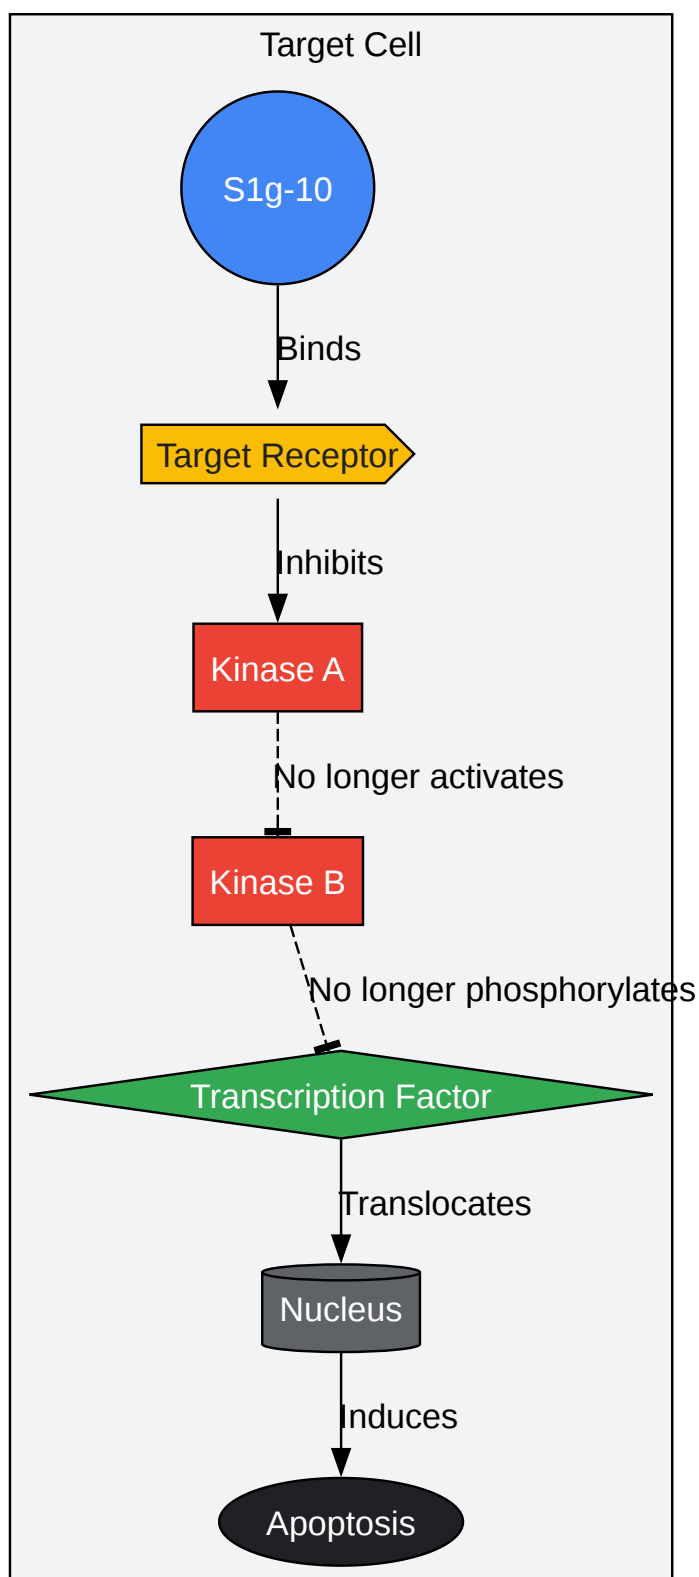 Target Cell
S1g-10
Binds
Target Receptor
Inhibits
Kinase A
No longer activates
Kinase B
No longer phosphorylates
Transcription Factor
Translocates
Nucleus
Induces
Apoptosis